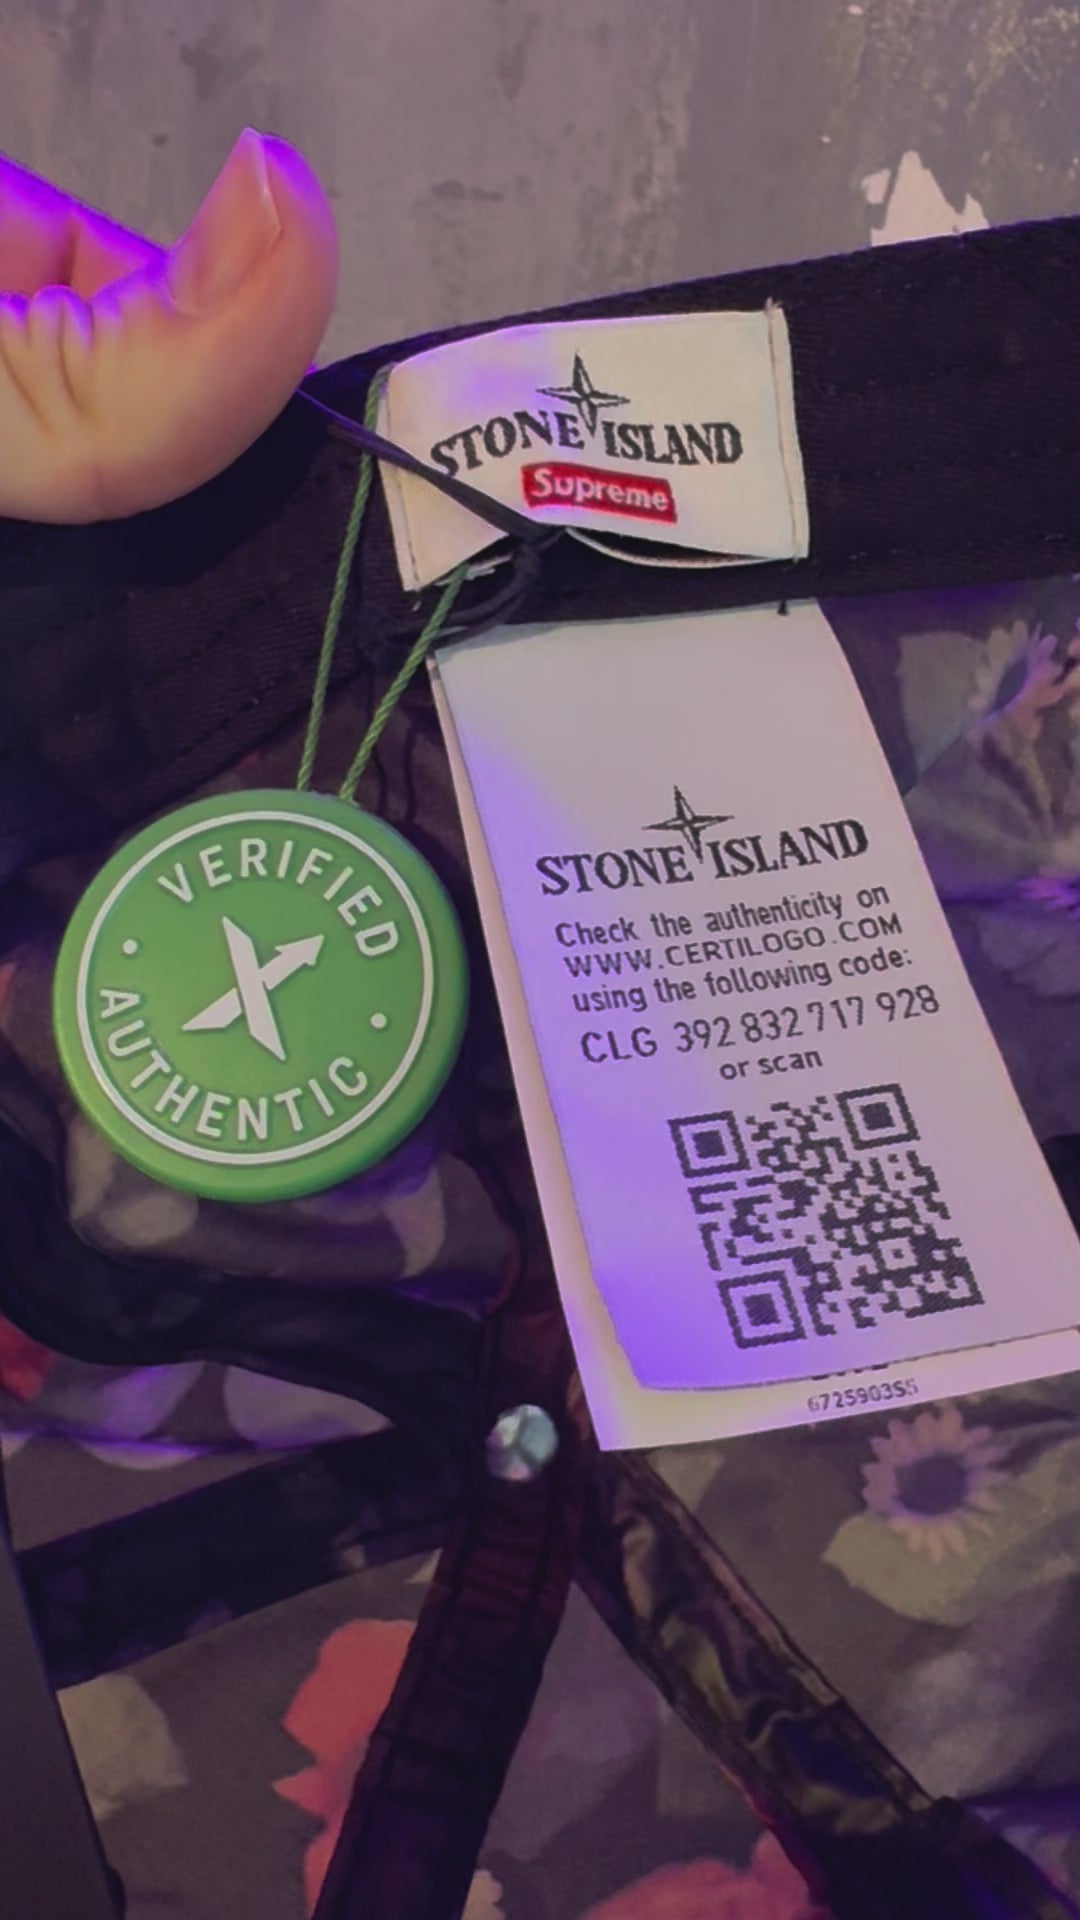 STONE ISLAND
Supreme
VERIFIED
AUTHENTIC
STONE ISLAND
Check the authenticity on
WWW.CERTILOGO.COM
using the following code:
CLG 392 832 717 928
or scan
6725903S5